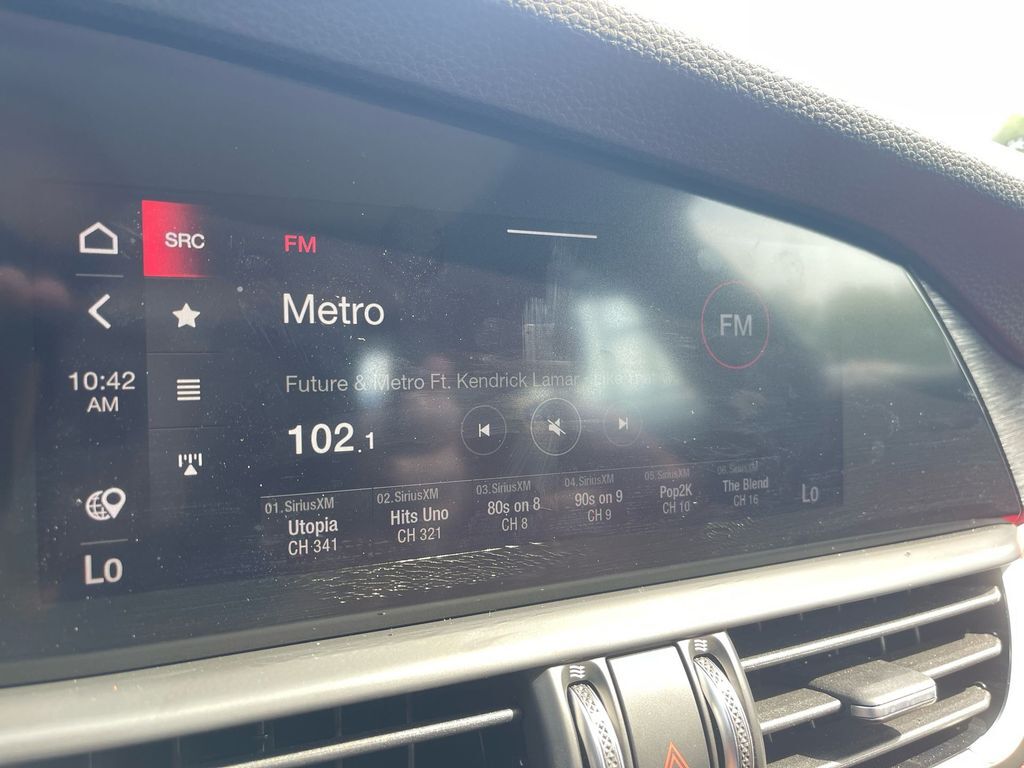 SRC
FM
Metro
FM
10:42
AM
Future & Metro Ft. Kendrick Lamar
102.1
01.SiriusXM
Utopia
CH 341
02.SiriusXM
Hits Uno
CH 321
03.SiriusXM
80s on 8
CH 8
04.SiriusXM
90s on 9
CH 9
05.SiriusXM
Pop2K
CH 10
06.SiriusXM
The Blend
CH 16
Lo
Lo